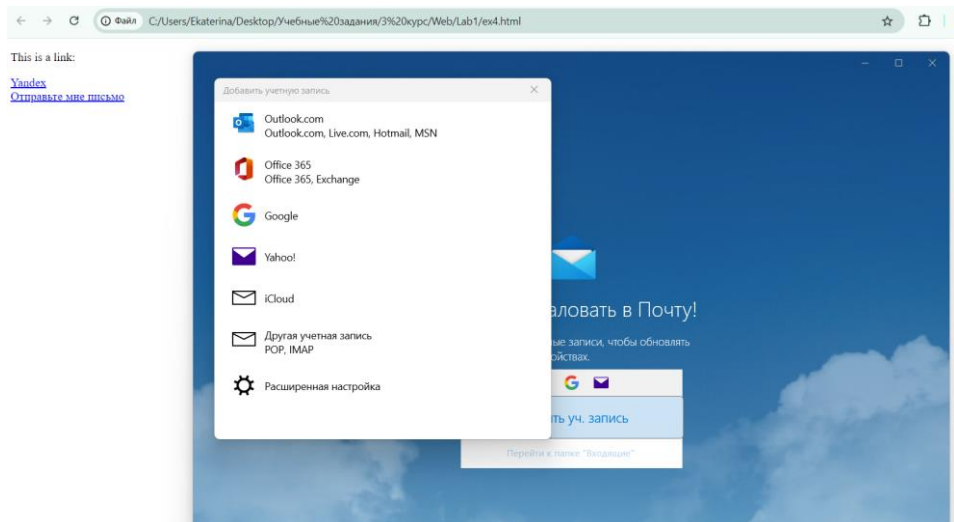 Файл C:/Users/Ekaterina/Desktop/Учебные%20задания/3%20курс/Web/Lab1/ex4.html
This is a link:
Yandex
Отправьте мне письмо
Добавить учетную запись
Outlook.com
Outlook.com, Live.com, Hotmail, MSN
Office 365
Office 365, Exchange
Google
Yahoo!
iCloud
Другая учетная запись
POP, IMAP
Расширенная настройка
аловать в Почту!
ые записи, чтобы обновлять
ойствах.
ть уч. запись
Перейти к папке "Входящие"